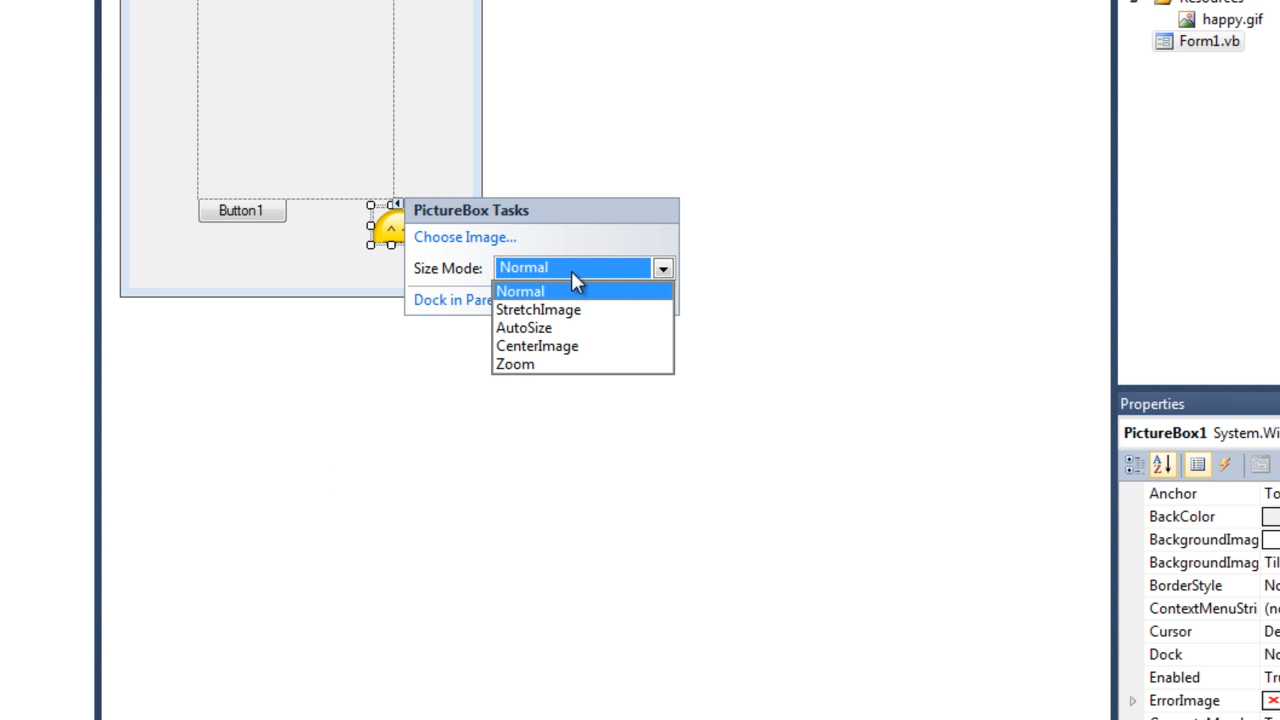 Resources
happy.gif
Form1.vb
Button1
PictureBox Tasks
Choose Image...
Size Mode: Normal
Normal
StretchImage
AutoSize
CenterImage
Zoom
Dock in Pare
Properties
PictureBox1 System.Wi
Anchor To
BackColor
BackgroundImag
BackgroundImag Til
BorderStyle No
ContextMenuStri (no
Cursor De
Dock No
Enabled Tru
ErrorImage